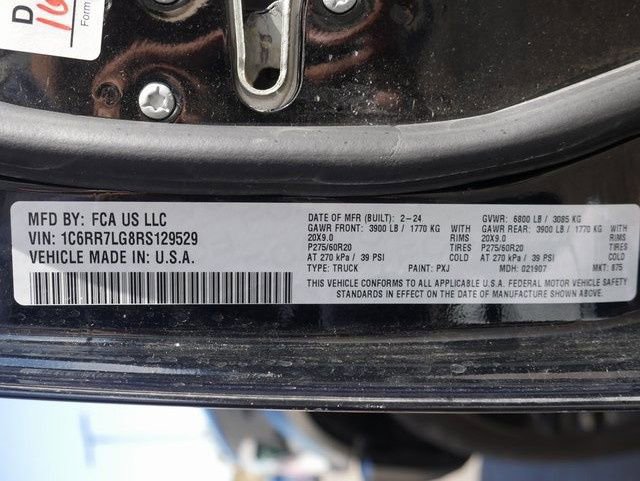 D
16
Form
MFD BY: FCA US LLC
VIN: 1C6RR7LG8RS129529
VEHICLE MADE IN: U.S.A.
DATE OF MFR (BUILT): 2-24 GVWR: 6800 LB / 3085 KG
GAWR FRONT: 3900 LB / 1770 KG WITH GAWR REAR: 3900 LB / 1770 KG WITH
20X9.0 RIMS 20X9.0 RIMS
P275/60R20 TIRES P275/60R20 TIRES
AT 270 kPa / 39 PSI COLD AT 270 kPa / 39 PSI COLD
TYPE: TRUCK PAINT: PXJ MDH: 021907 MKT: 875
THIS VEHICLE CONFORMS TO ALL APPLICABLE U.S.A. FEDERAL MOTOR VEHICLE SAFETY
STANDARDS IN EFFECT ON THE DATE OF MANUFACTURE SHOWN ABOVE.